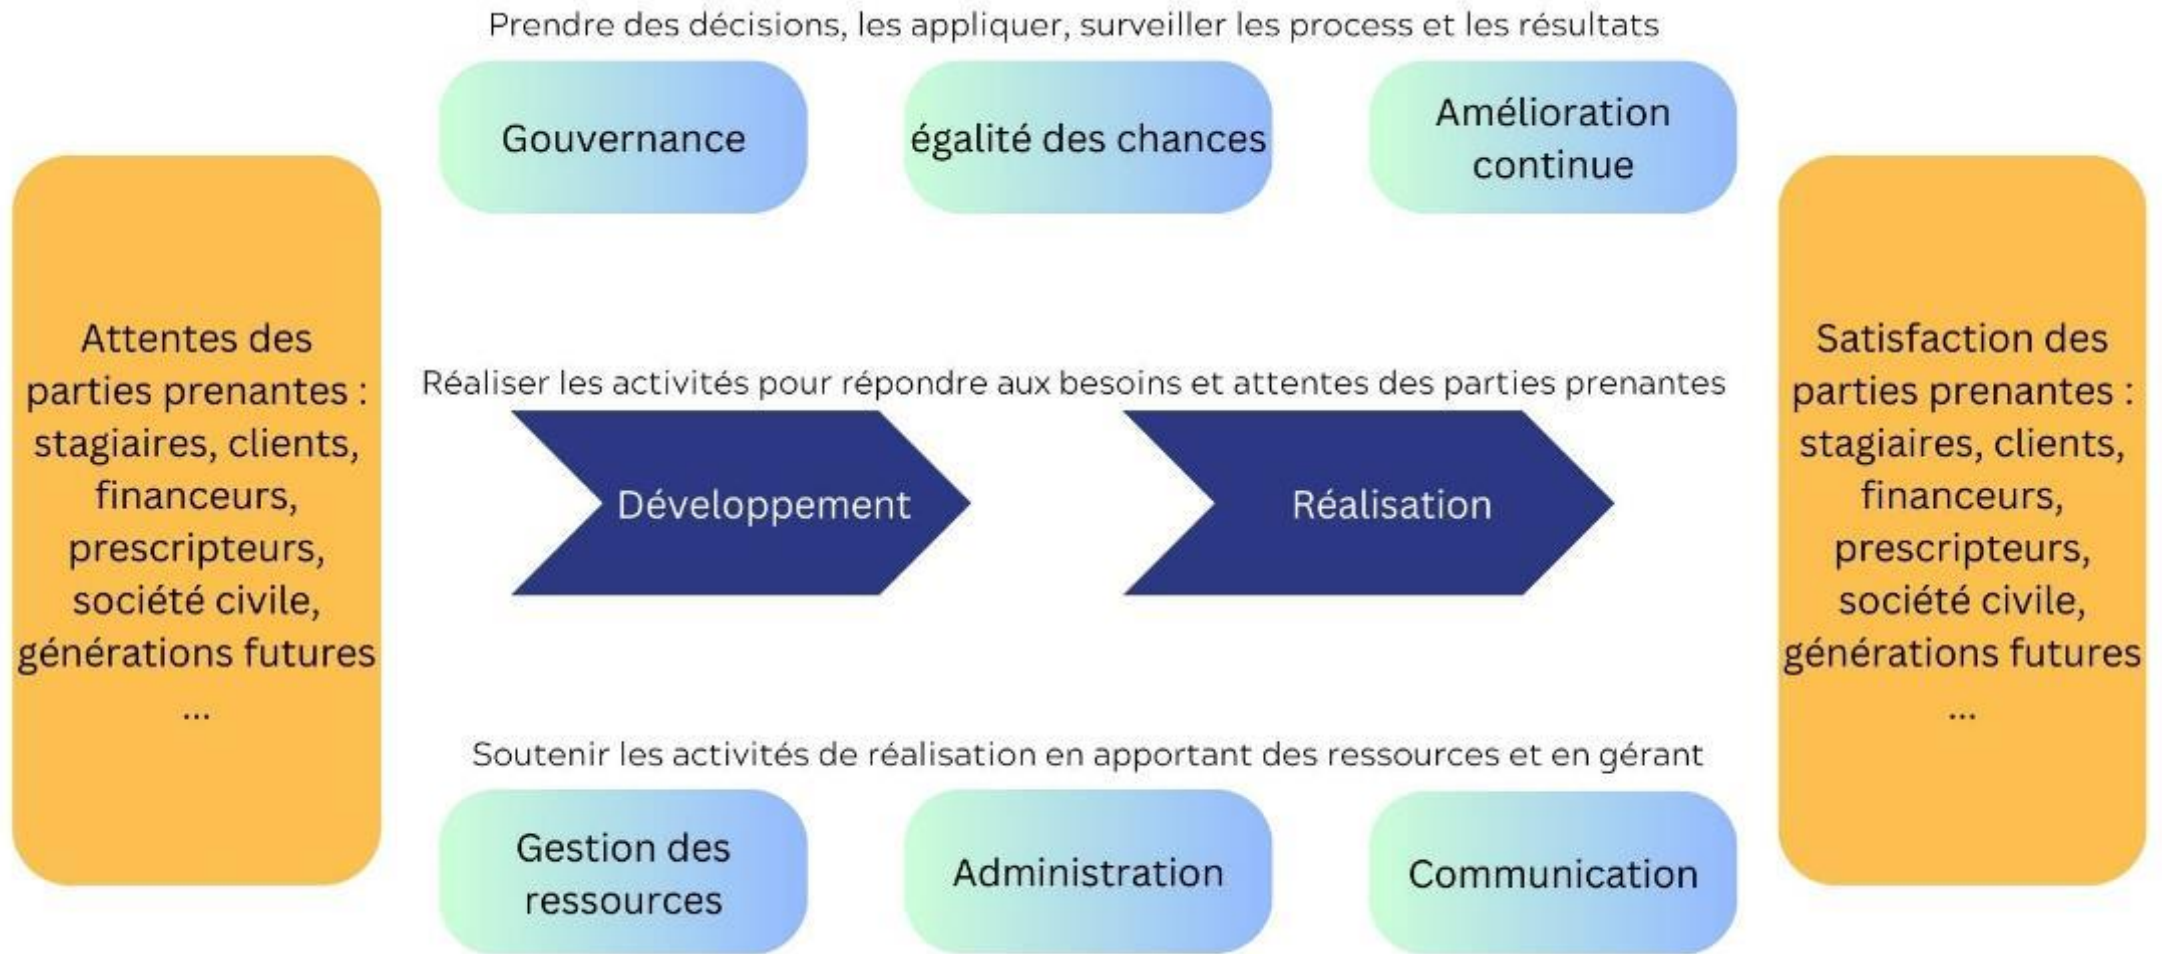 Prendre des décisions, les appliquer, surveiller les process et les résultats
Gouvernance
égalité des chances
Amélioration
continue
Attentes des
parties prenantes :
stagiaires, clients,
financeurs,
prescripteurs,
société civile,
générations futures
...
Réaliser les activités pour répondre aux besoins et attentes des parties prenantes
Développement
Réalisation
Satisfaction des
parties prenantes :
stagiaires, clients,
financeurs,
prescripteurs,
société civile,
générations futures
...
Soutenir les activités de réalisation en apportant des ressources et en gérant
Gestion des
ressources
Administration
Communication